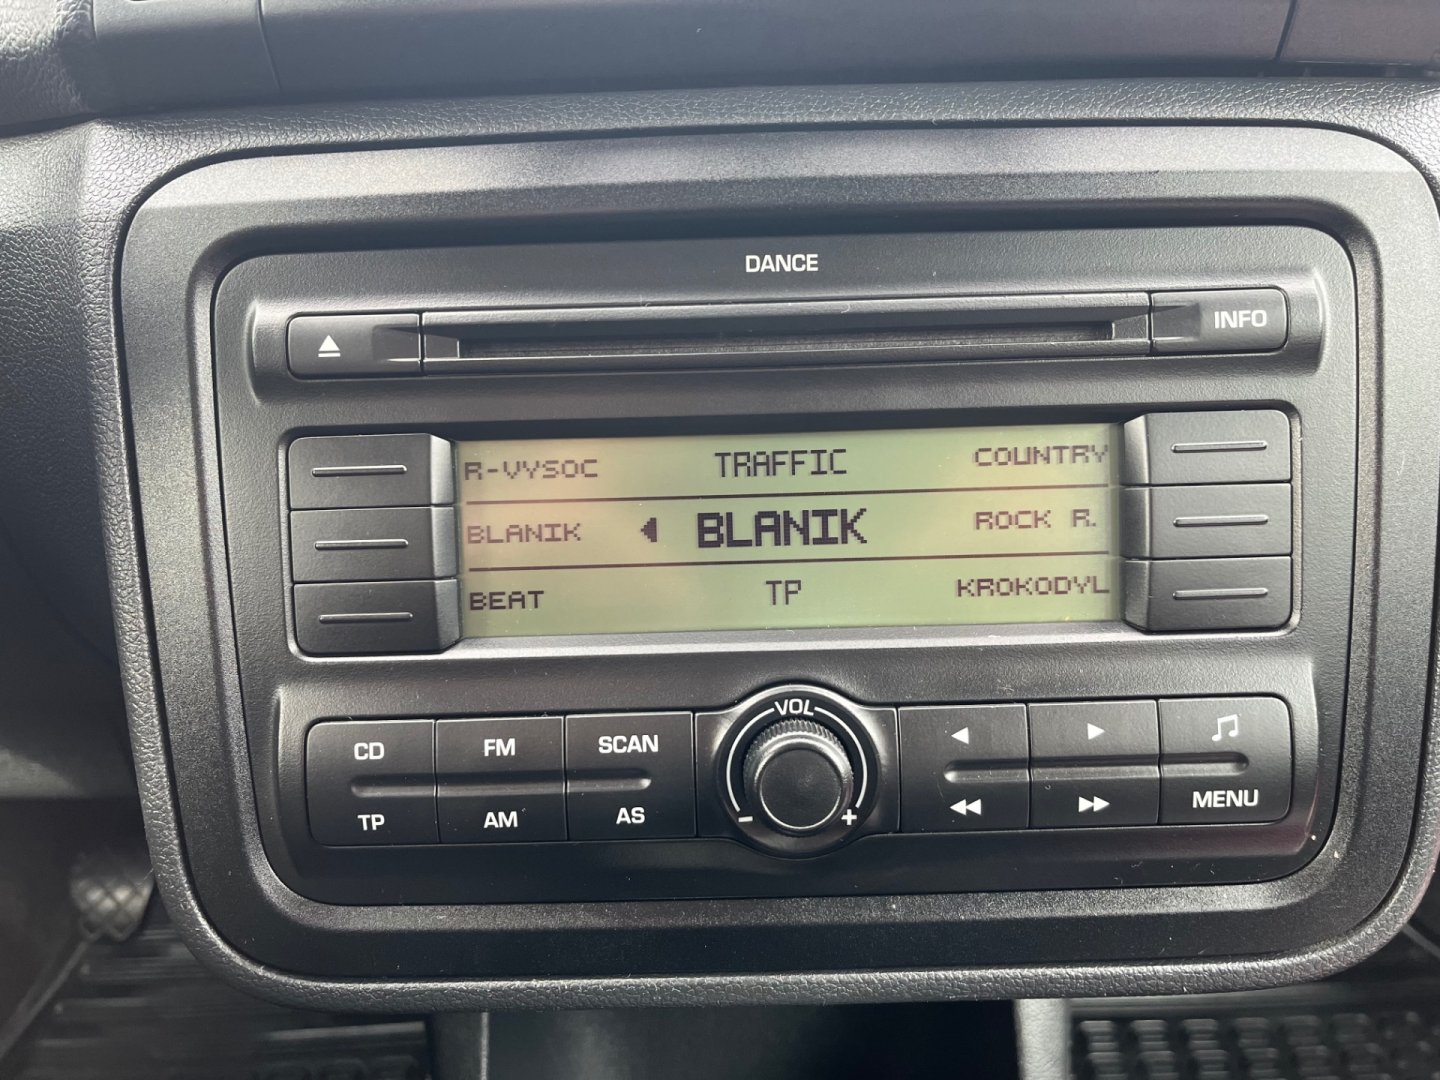 DANCE
INFO
R-VYSOC TRAFFIC COUNTRY
BLANIK BLANIK ROCK R.
BEAT TP KROKODYL
CD FM SCAN VOL
TP AM AS - + MENU